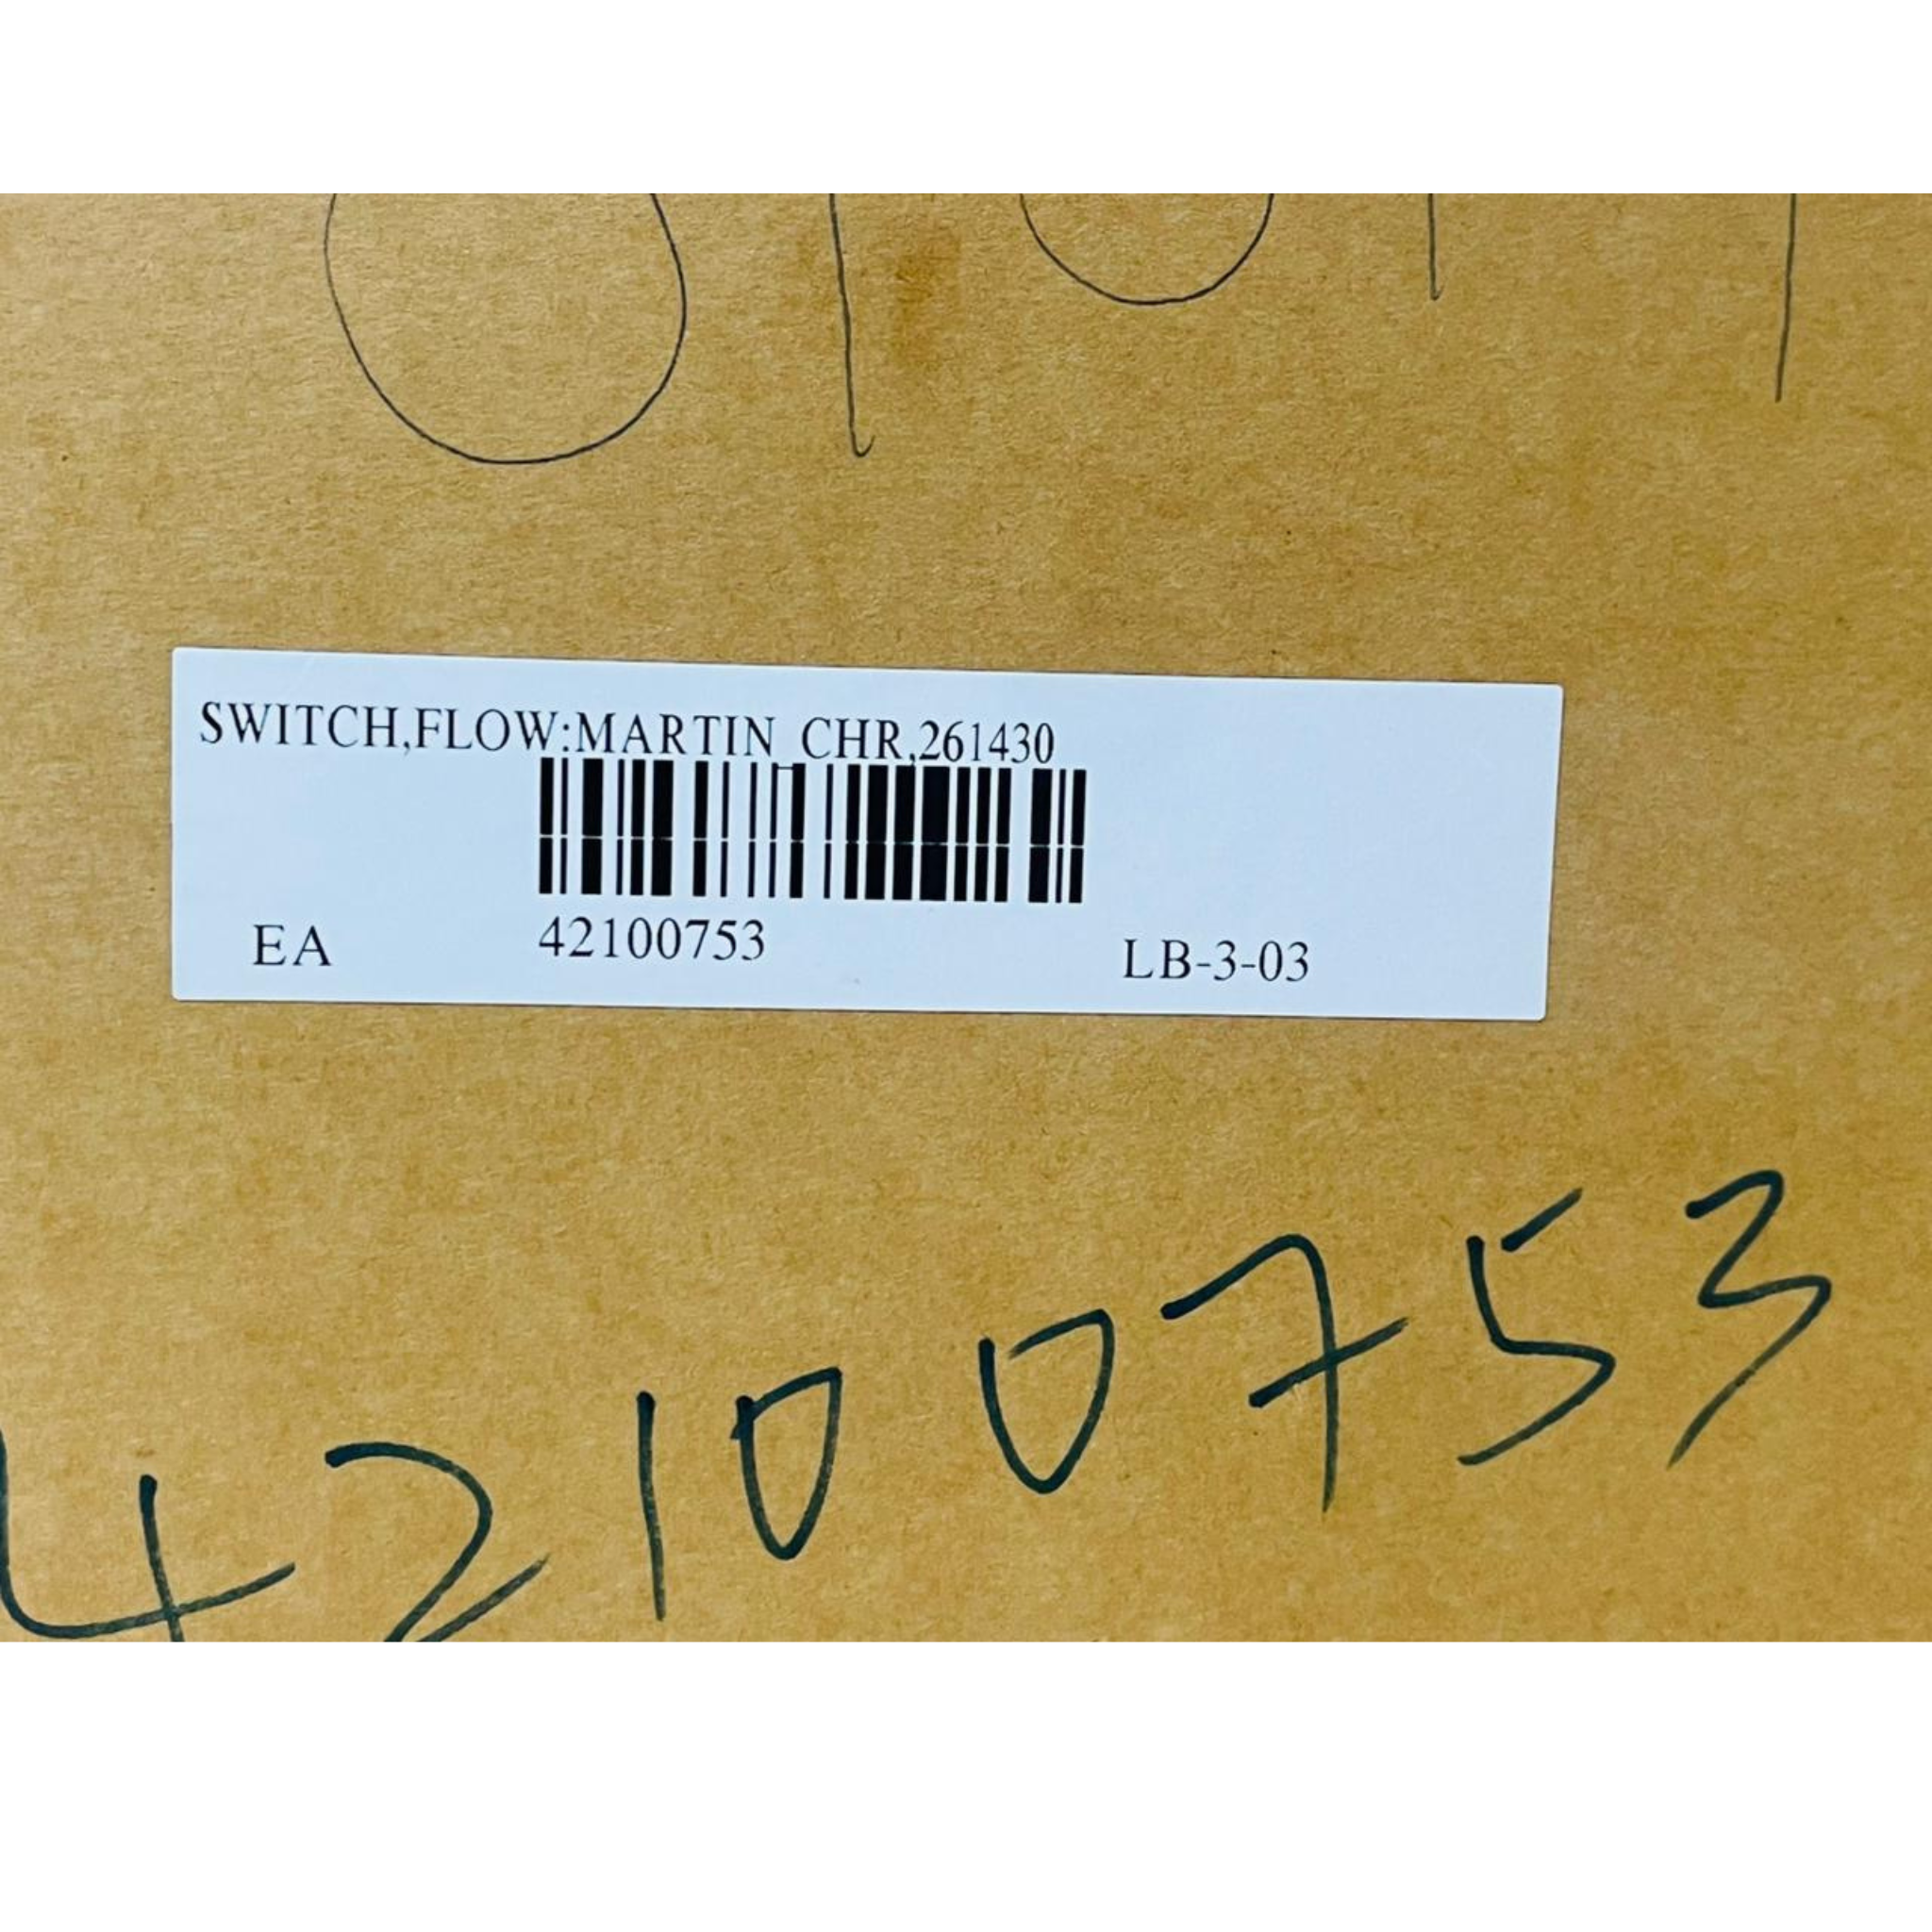 SWITCH,FLOW:MARTIN_CHR,261430
EA 42100753 LB-3-03
42100753